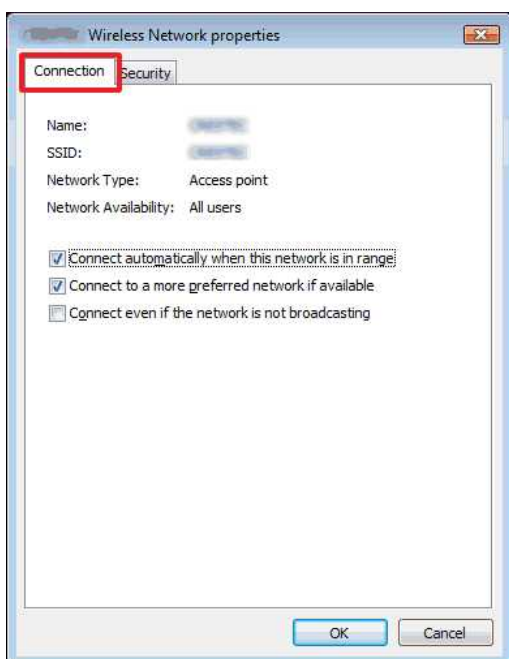 Wireless Network properties
Connection Security
Name:
SSID:
Network Type: Access point
Network Availability: All users
Connect automatically when this network is in range
Connect to a more preferred network if available
Connect even if the network is not broadcasting
OK Cancel